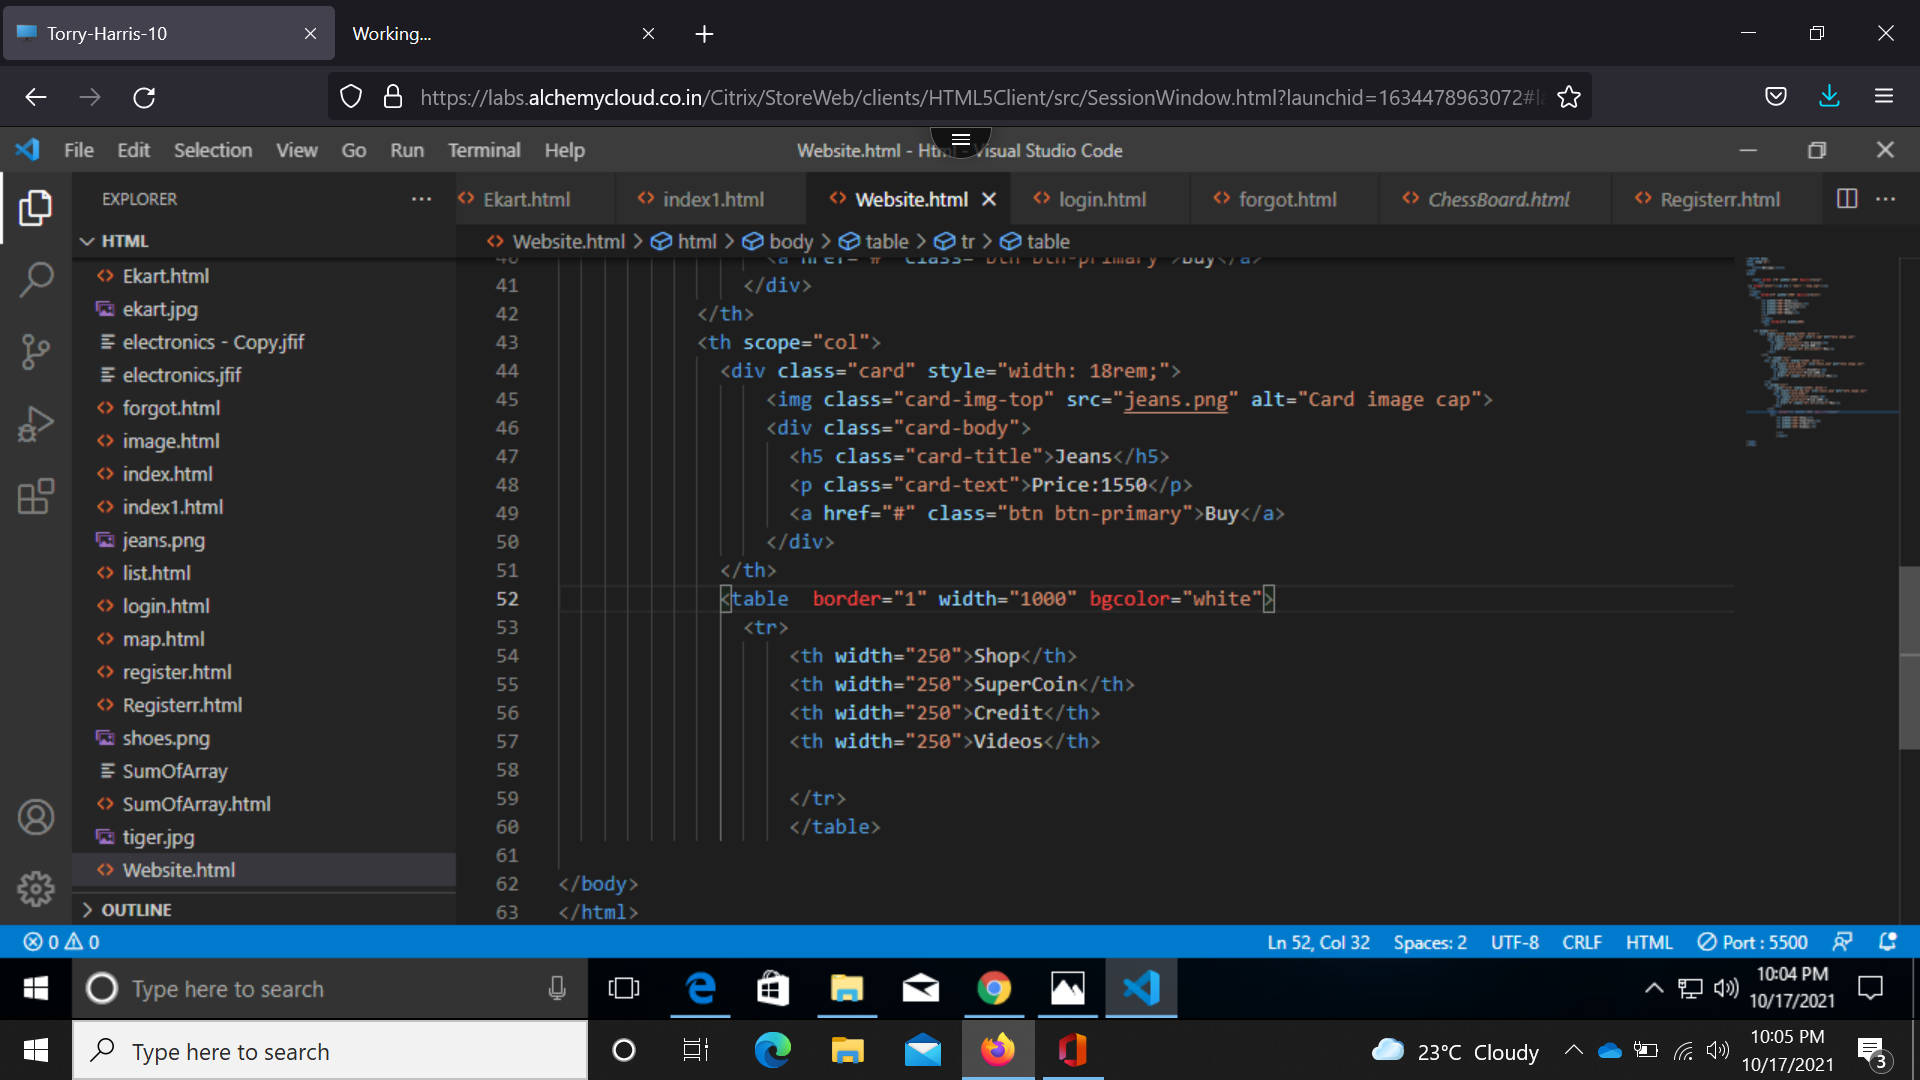 Torry-Harris-10
Working...
https://labs.alchemycloud.co.in/Citrix/StoreWeb/clients/HTML5Client/src/SessionWindow.html?launchid=1634478963072#l
File Edit Selection View Go Run Terminal Help
Website.html - Html - Visual Studio Code
EXPLORER
HTML
Ekart.html
ekart.jpg
electronics - Copy.jfif
electronics.jfif
forgot.html
image.html
index.html
index1.html
jeans.png
list.html
login.html
map.html
register.html
Registerr.html
shoes.png
SumOfArray
SumOfArray.html
tiger.jpg
Website.html
OUTLINE
Ekart.html index1.html Website.html login.html forgot.html ChessBoard.html Registerr.html
Website.html > html > body > table > tr > table
40 <a href="#" class="btn btn-primary">Buy</a>
41 </div>
42 </th>
43 <th scope="col">
44 <div class="card" style="width: 18rem;">
45 <img class="card-img-top" src="jeans.png" alt="Card image cap">
46 <div class="card-body">
47 <h5 class="card-title">Jeans</h5>
48 <p class="card-text">Price:1550</p>
49 <a href="#" class="btn btn-primary">Buy</a>
50 </div>
51 </th>
52 <table  border="1" width="1000" bgcolor="white">
53 <tr>
54 <th width="250">Shop</th>
55 <th width="250">SuperCoin</th>
56 <th width="250">Credit</th>
57 <th width="250">Videos</th>
58
59 </tr>
60 </table>
61
62 </body>
63 </html>
0 0
Ln 52, Col 32 Spaces: 2 UTF-8 CRLF HTML Port : 5500
Type here to search
10:04 PM
10/17/2021
Type here to search
23°C Cloudy
10:05 PM
10/17/2021
3